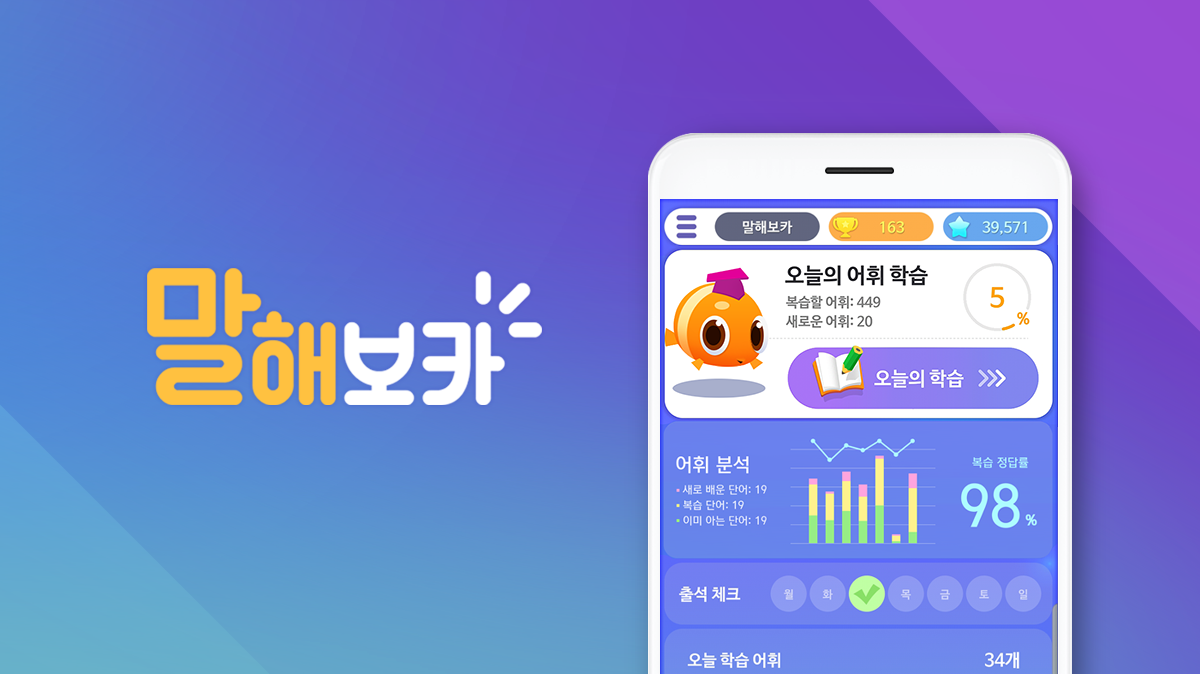 말해보카
말해보카
163
39,571
오늘의 어휘 학습
복습할 어휘: 449
새로운 어휘: 20
5%
오늘의 학습
어휘 분석
새로 배운 단어: 19
복습 단어: 19
이미 아는 단어: 19
복습 정답률
98%
출석 체크
월 화 목 금 토 일
오늘 학습 어휘
34개